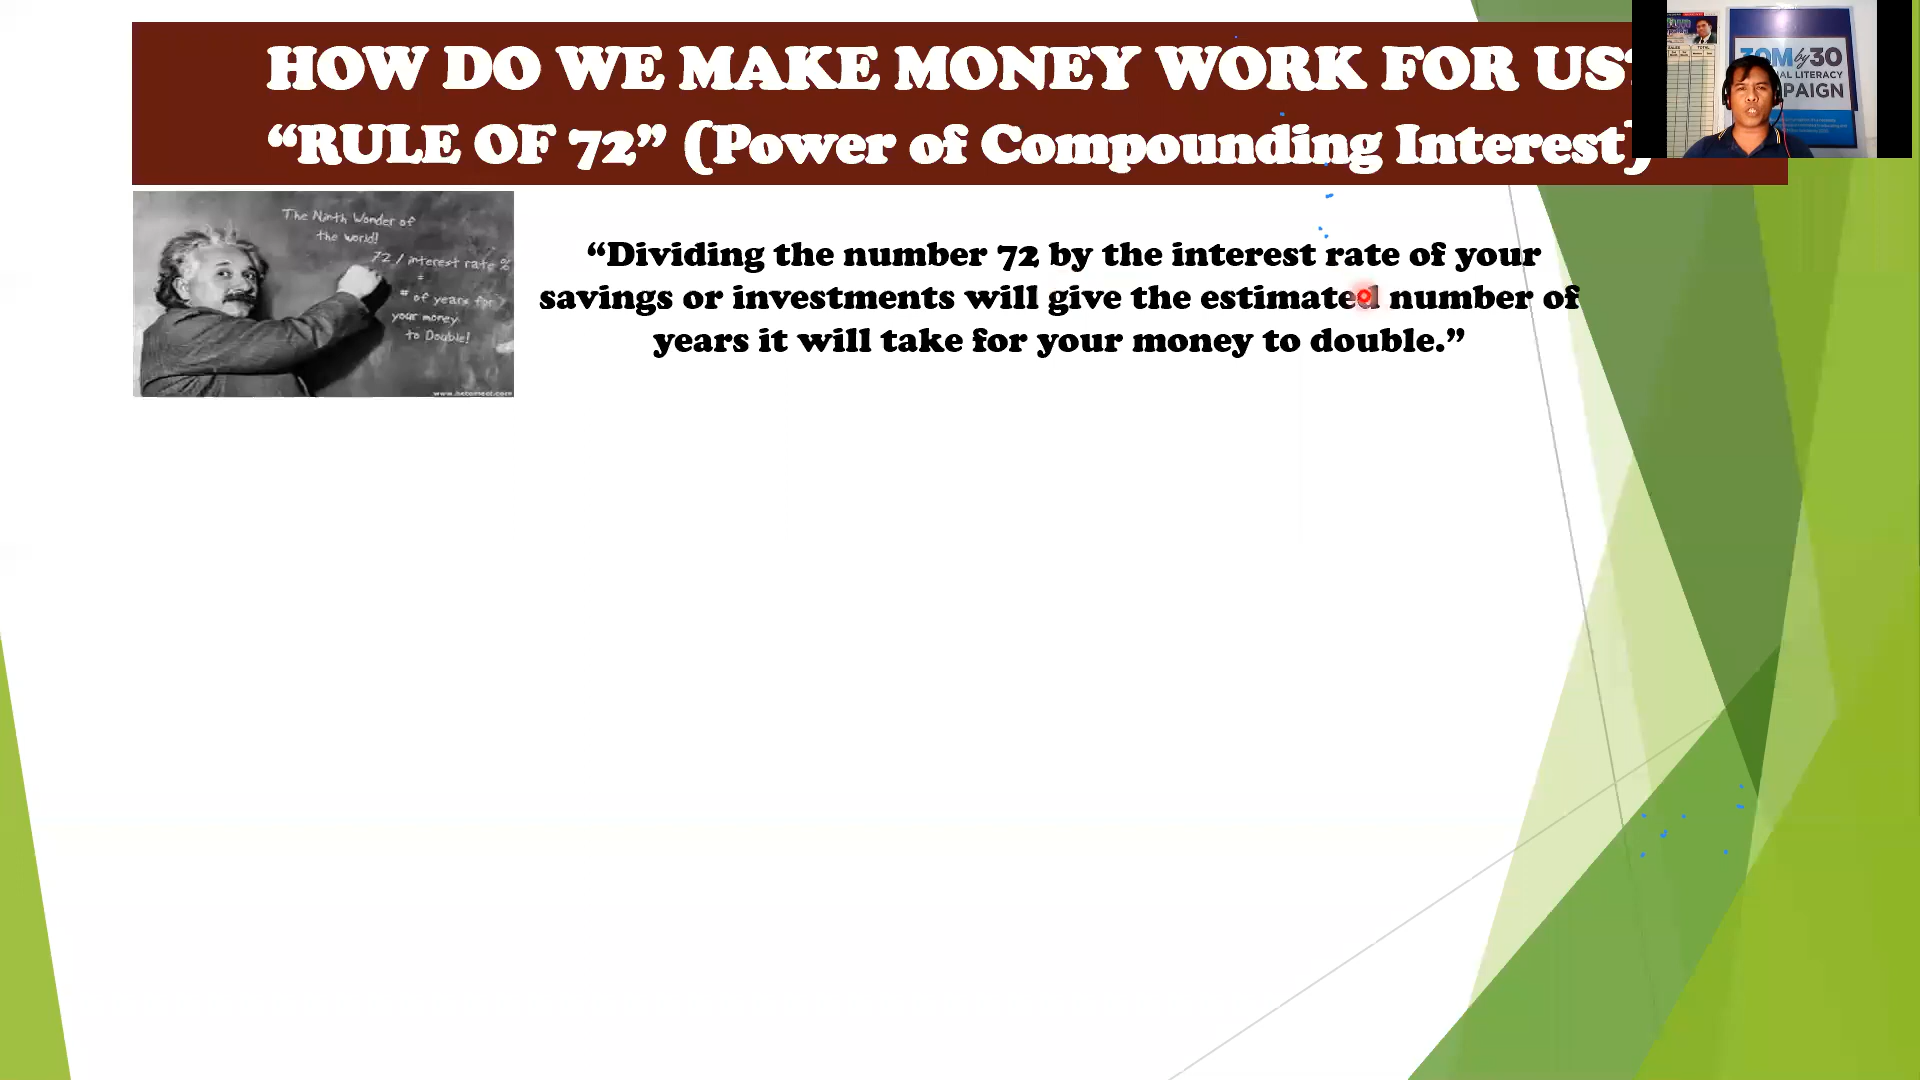 HOW DO WE MAKE MONEY WORK FOR US?
“RULE OF 72” (Power of Compounding Interest)
30M by 30
AL LITERACY
PAIGN
The Ninth Wonder of
the world!
72 / interest rate %
=
# of years for
your money
to Double!
“Dividing the number 72 by the interest rate of your
savings or investments will give the estimated number of
years it will take for your money to double.”